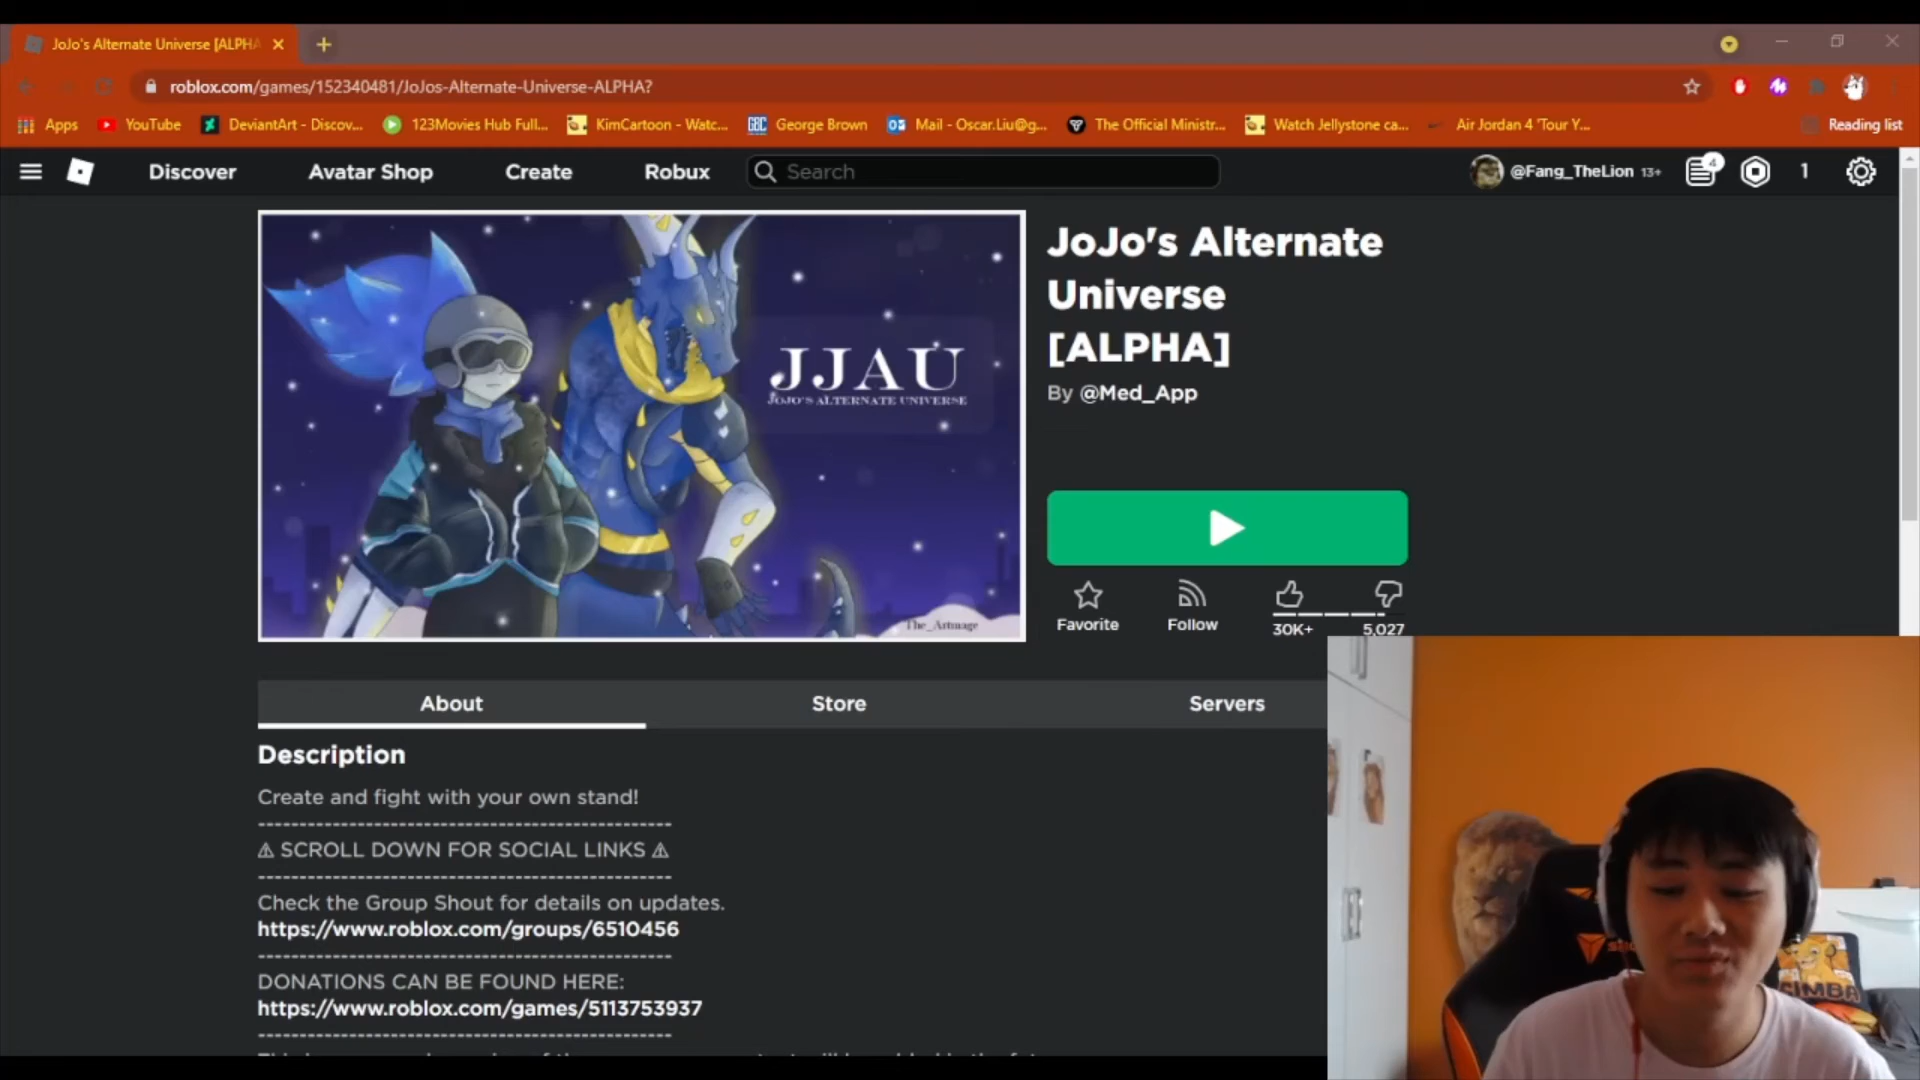 JoJo's Alternate Universe [ALPHA
roblox.com/games/152340481/JoJos-Alternate-Universe-ALPHA?
Apps YouTube DeviantArt - Discov... 123Movies Hub Full... KimCartoon - Watc... GBC George Brown Mail - Oscar.Liu@g... The Official Ministr... Watch Jellystone ca... Air Jordan 4 'Tour Y... Reading list
Discover Avatar Shop Create Robux Search @Fang_TheLion 13+ 4 1
JJAU
JOJO'S ALTERNATE UNIVERSE
The_Artmage
JoJo's Alternate
Universe
[ALPHA]
By @Med_App
Favorite Follow 30K+ 5,027
About Store Servers
Description
Create and fight with your own stand!
--------------------------------------------------
⚠ SCROLL DOWN FOR SOCIAL LINKS ⚠
--------------------------------------------------
Check the Group Shout for details on updates.
https://www.roblox.com/groups/6510456
--------------------------------------------------
DONATIONS CAN BE FOUND HERE:
https://www.roblox.com/games/5113753937
--------------------------------------------------
SIMBA